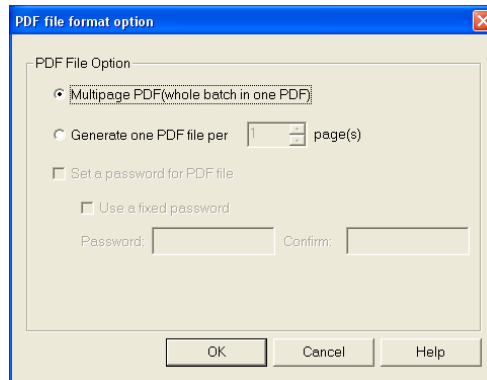 PDF file format option
PDF File Option
Multipage PDF(whole batch in one PDF)
Generate one PDF file per 1 page(s)
Set a password for PDF file
Use a fixed password
Password: Confirm:
OK Cancel Help